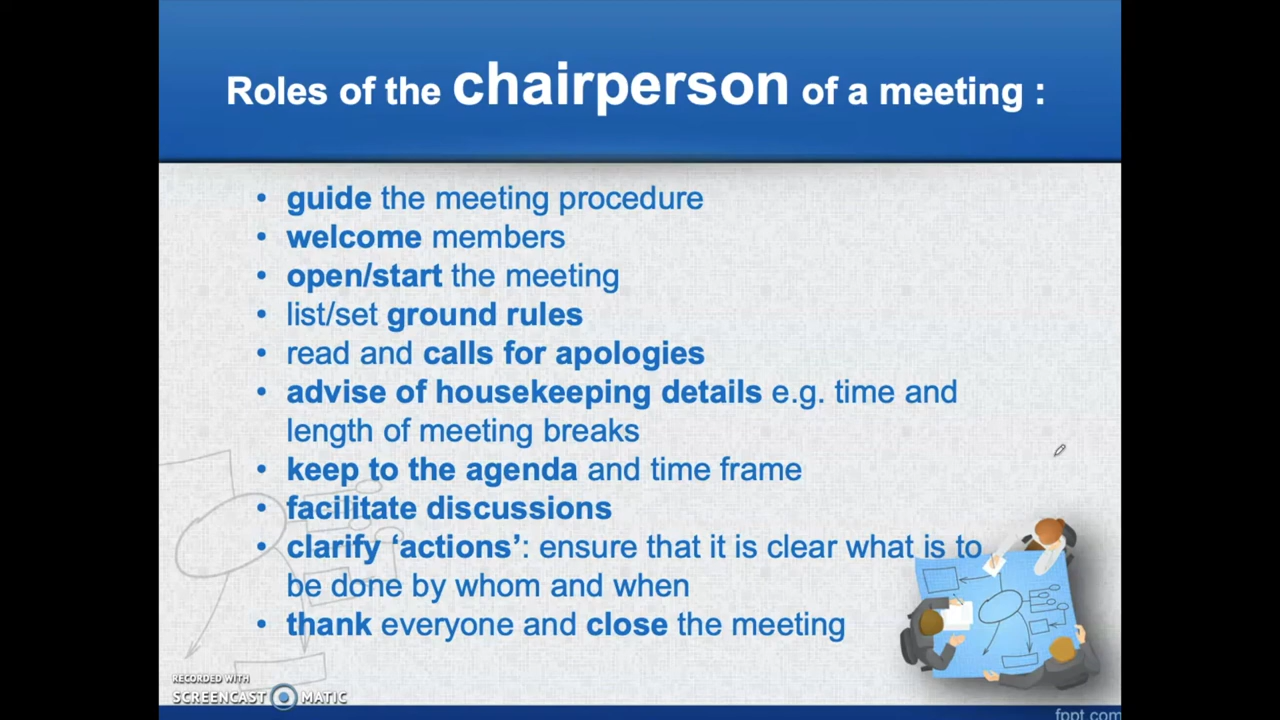 Roles of the chairperson of a meeting :
• guide the meeting procedure
• welcome members
• open/start the meeting
• list/set ground rules
• read and calls for apologies
• advise of housekeeping details e.g. time and
length of meeting breaks
• keep to the agenda and time frame
• facilitate discussions
• clarify ‘actions’: ensure that it is clear what is to
be done by whom and when
• thank everyone and close the meeting
RECORDED WITH
SCREENCAST MATIC
fppt.com